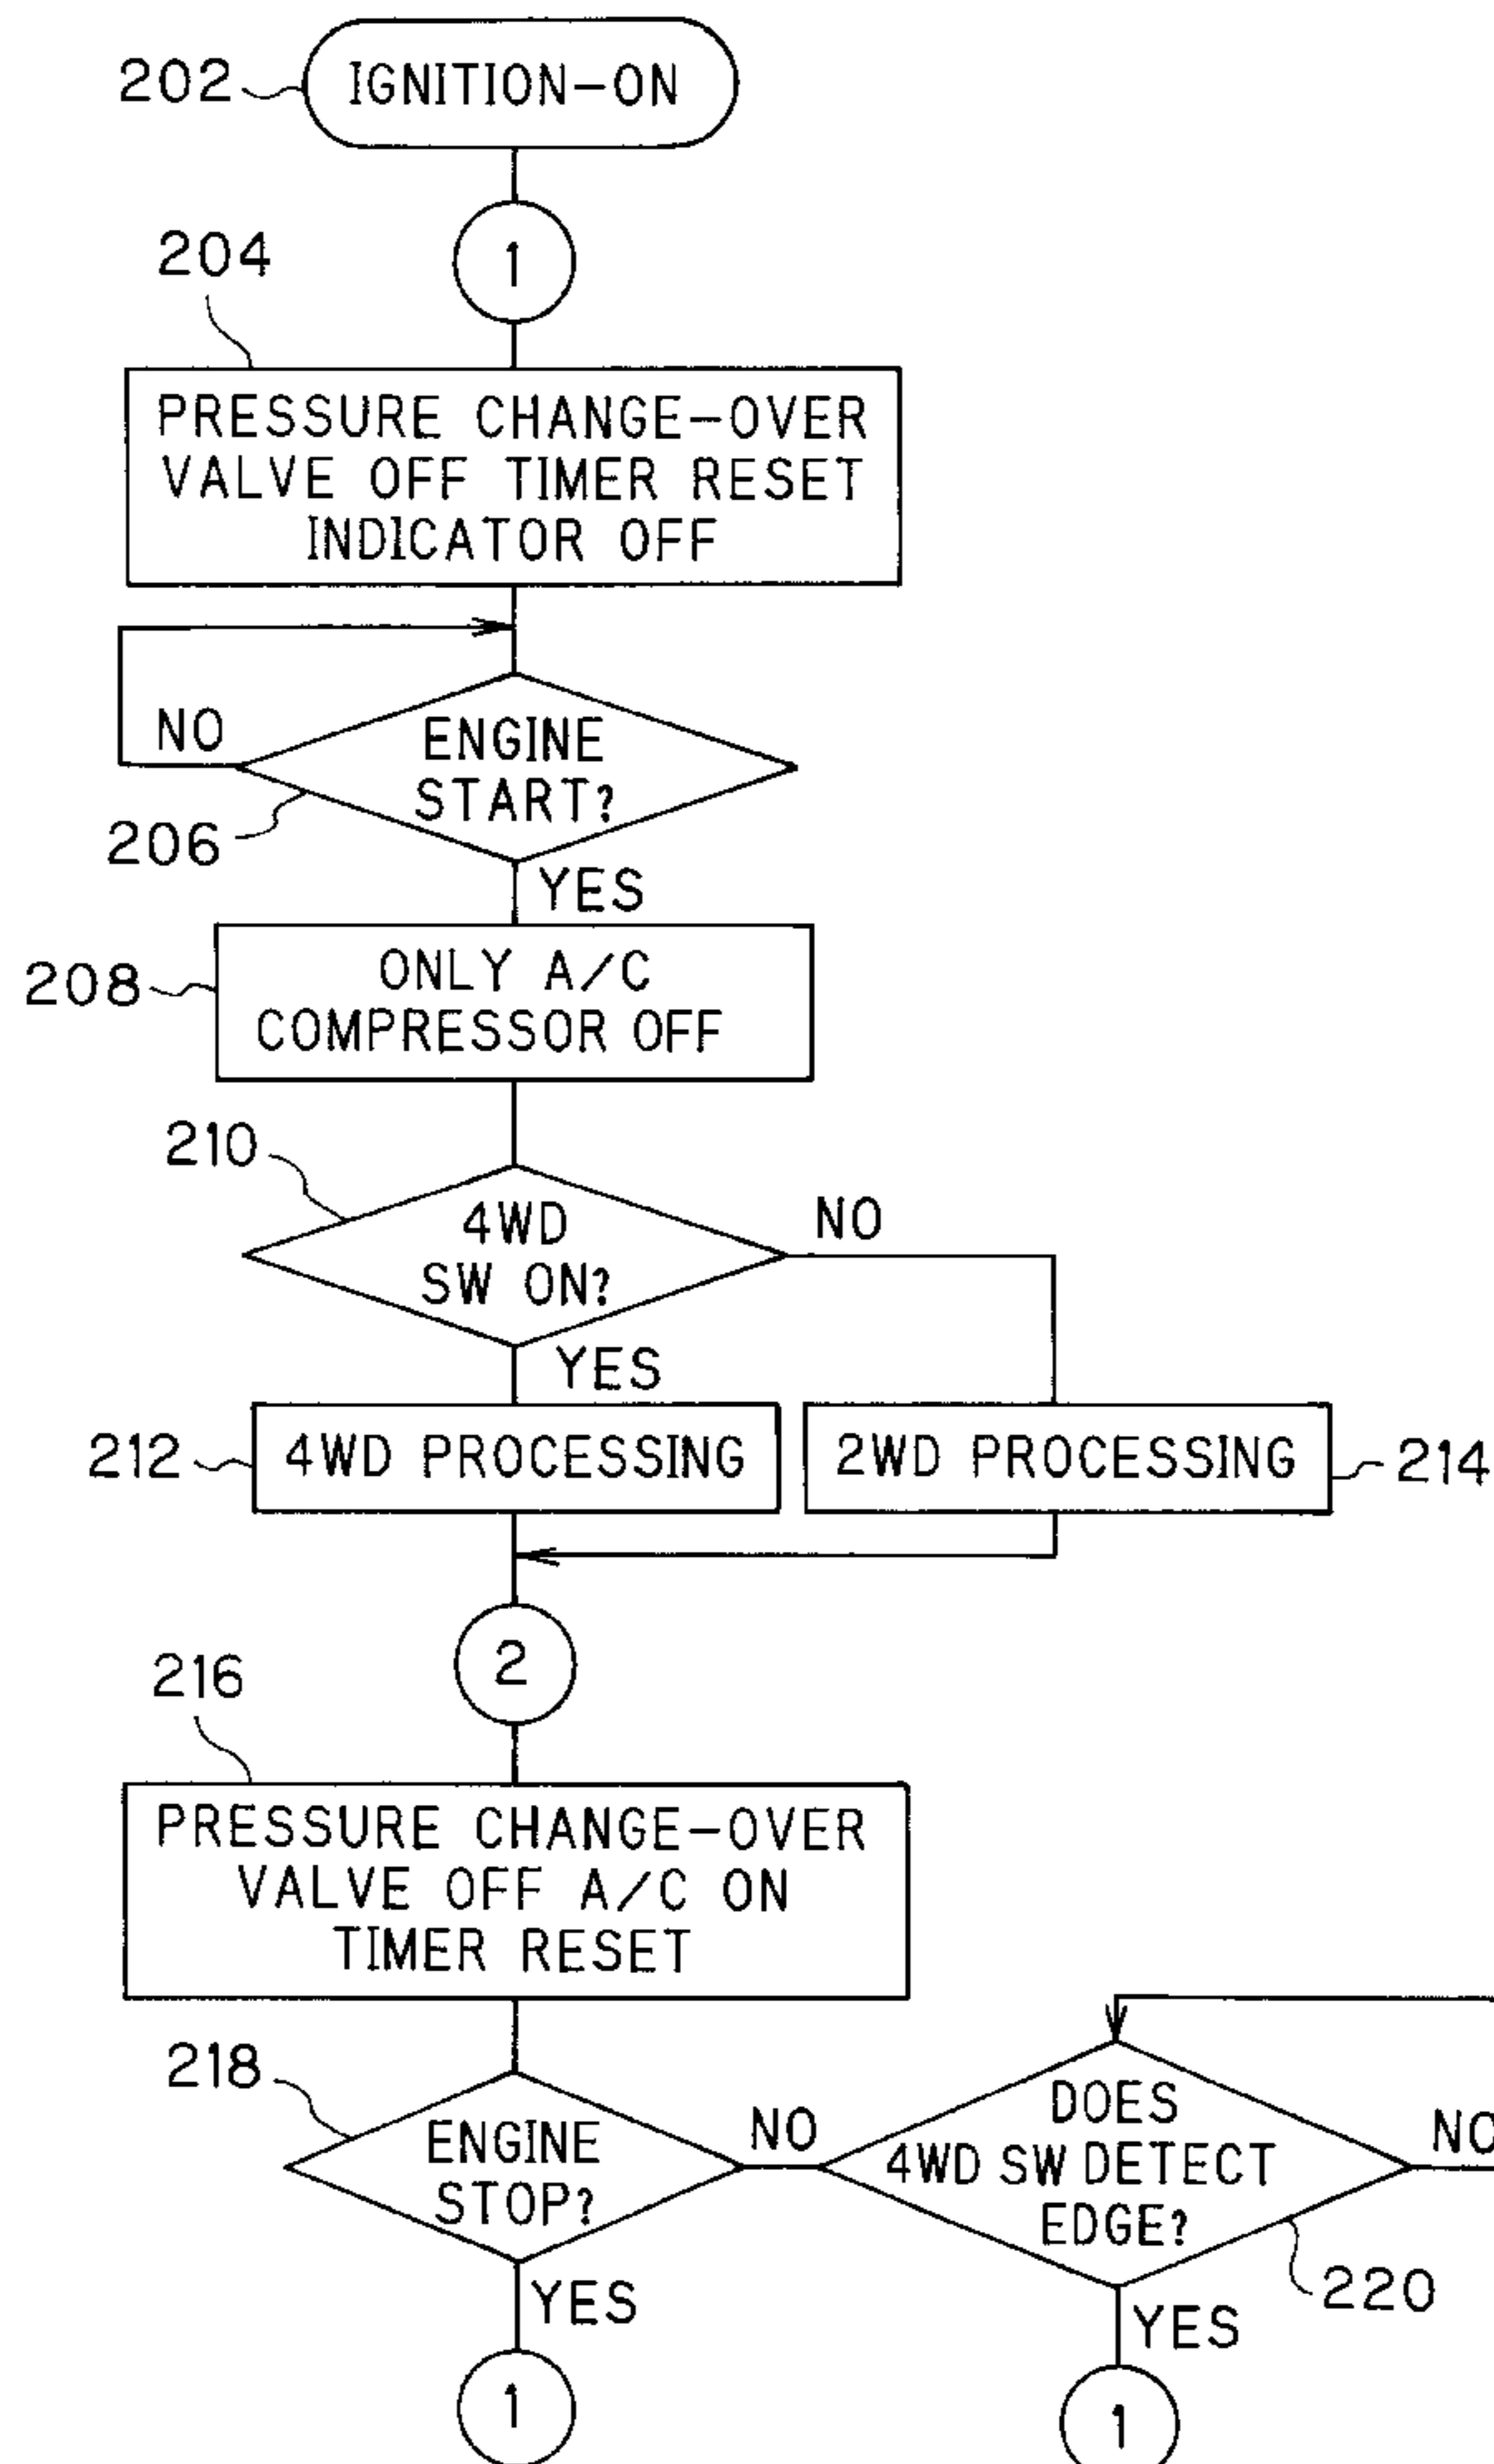 202
IGNITION-ON
1
204
PRESSURE CHANGE-OVER
VALVE OFF TIMER RESET
INDICATOR OFF
NO
ENGINE
START?
206
YES
208
ONLY A/C
COMPRESSOR OFF
210
4WD
SW ON?
NO
YES
212
4WD PROCESSING
2WD PROCESSING
214
2
216
PRESSURE CHANGE-OVER
VALVE OFF A/C ON
TIMER RESET
218
ENGINE
STOP?
NO
DOES
4WD SW DETECT
EDGE?
NO
220
YES
YES
1
1